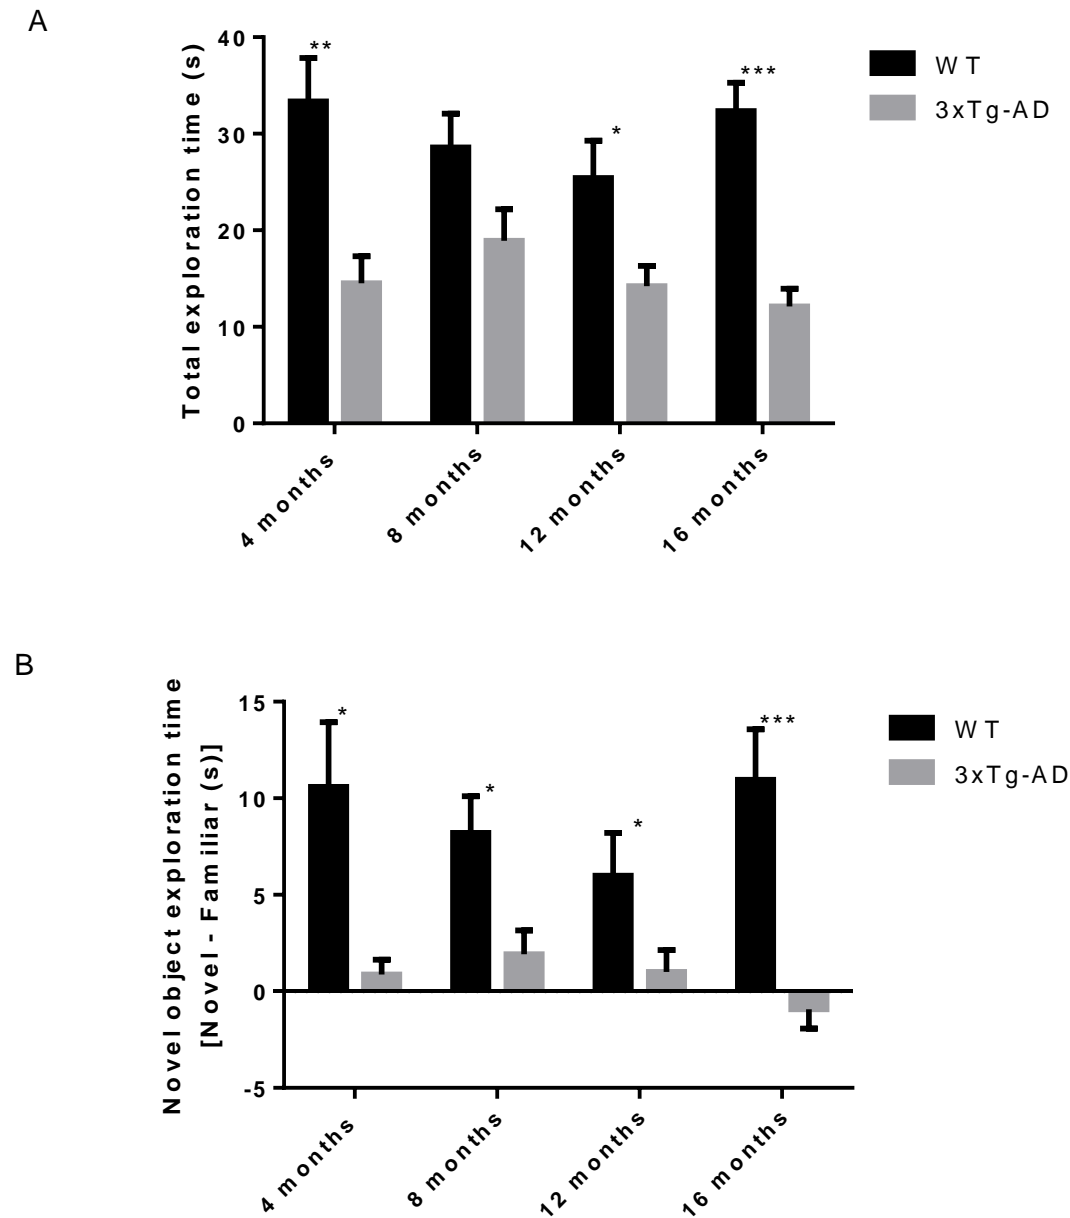 A
Total exploration time (s)
40
30
20
10
0
**
*
***
WT
3xTg-AD
4 months
8 months
12 months
16 months
B
Novel object exploration time
[Novel - Familiar (s)]
15
10
5
0
-5
*
*
*
***
WT
3xTg-AD
4 months
8 months
12 months
16 months